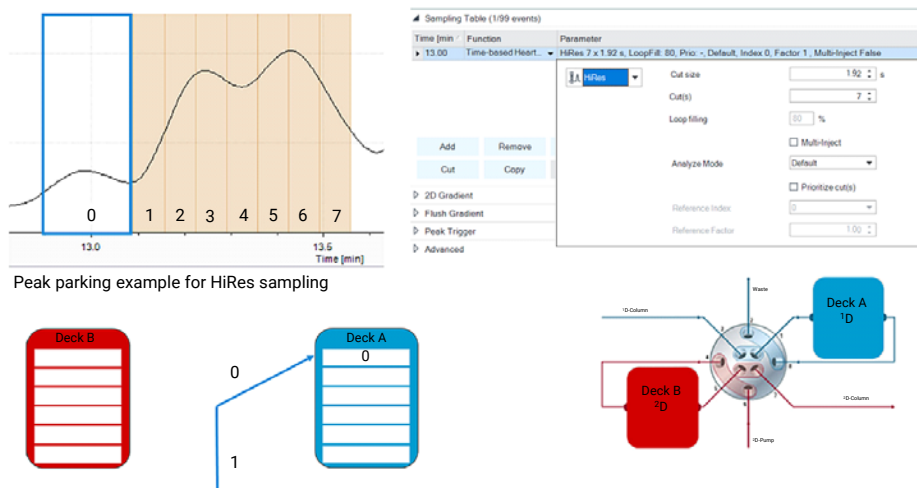 0
1
2
3
4
5
6
7
13.0
13.5
Time [min]
Peak parking example for HiRes sampling
Sampling Table (1/99 events)
Time [min
Function
Parameter
13.00
Time-based Heart..
HiRes 7 x 1.92 s, LoopFill: 80, Prio: -, Default, Index 0, Factor 1 , Multi-Inject False
HiRes
Cut size
1.92
s
Cut(s)
7
Loop filling
80
%
Multi-Inject
Analyze Mode
Default
Prioritize cut(s)
Reference Index
0
Reference Factor
1.00
Add
Remove
Cut
Copy
2D Gradient
Flush Gradient
Peak Trigger
Advanced
Deck B
0
1
Deck A
0
Waste
¹D-Column
Deck A
¹D
Deck B
²D
²D-Column
²D-Pump